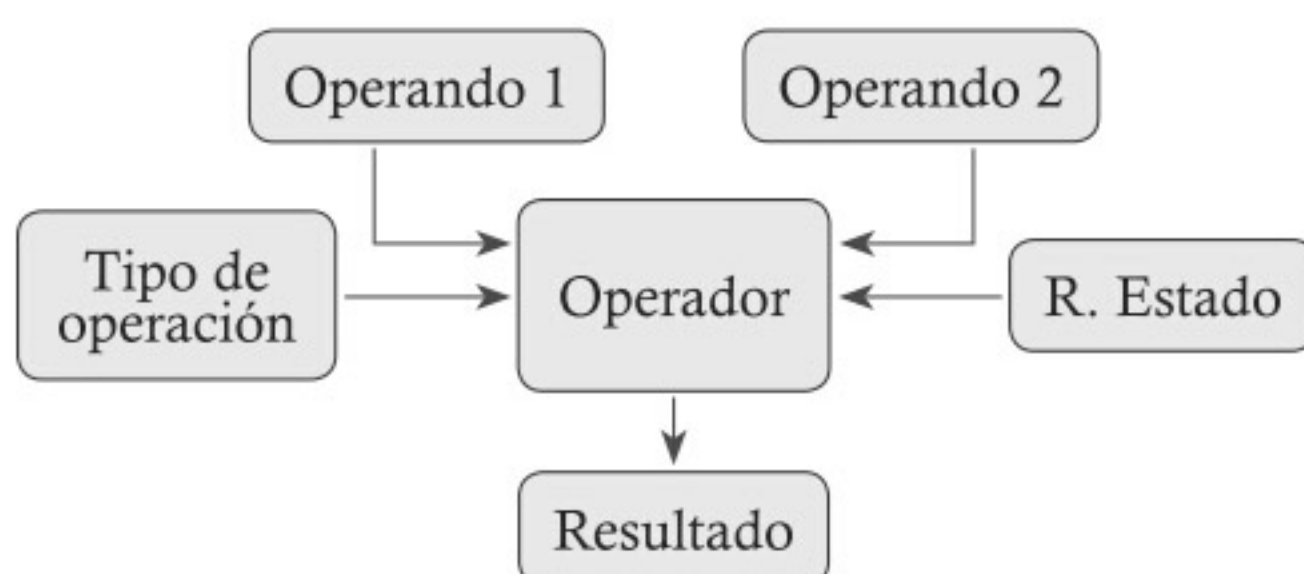 Operando 1
Operando 2
Tipo de
operación
Operador
R. Estado
Resultado